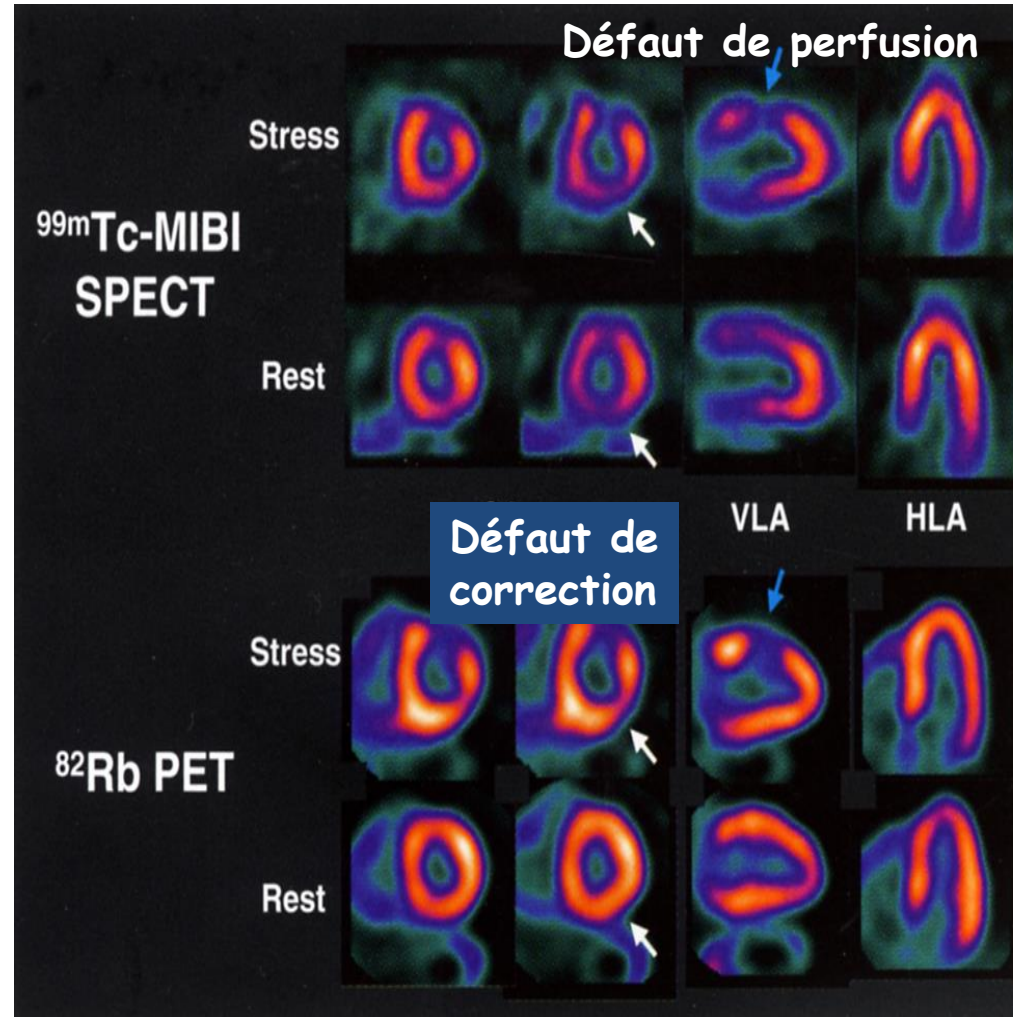 Défaut de perfusion
Stress
⁹⁹ᵐTc-MIBI
SPECT
Rest
VLA
HLA
Défaut de
correction
Stress
⁸²Rb PET
Rest